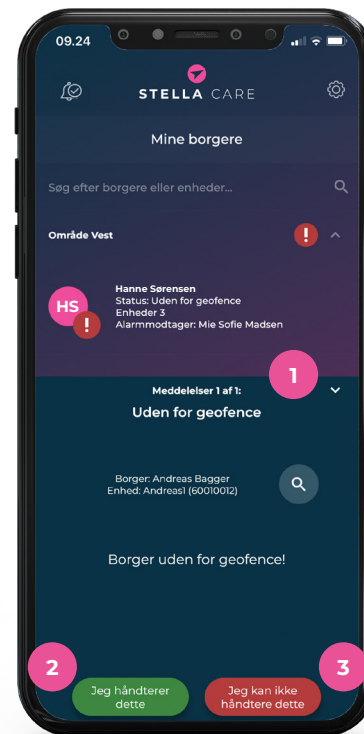 09.24
STELLA CARE
Mine borgere
Søg efter borgere eller enheder...
Område Vest
!
HS
!
Hanne Sørensen
Status: Uden for geofence
Enheder 3
Alarmmodtager: Mie Sofie Madsen
1
Meddelelser 1 af 1:
Uden for geofence
Borger: Andreas Bagger
Enhed: Andreas1 (60010012)
Borger uden for geofence!
2
3
Jeg håndterer
dette
Jeg kan ikke
håndtere dette